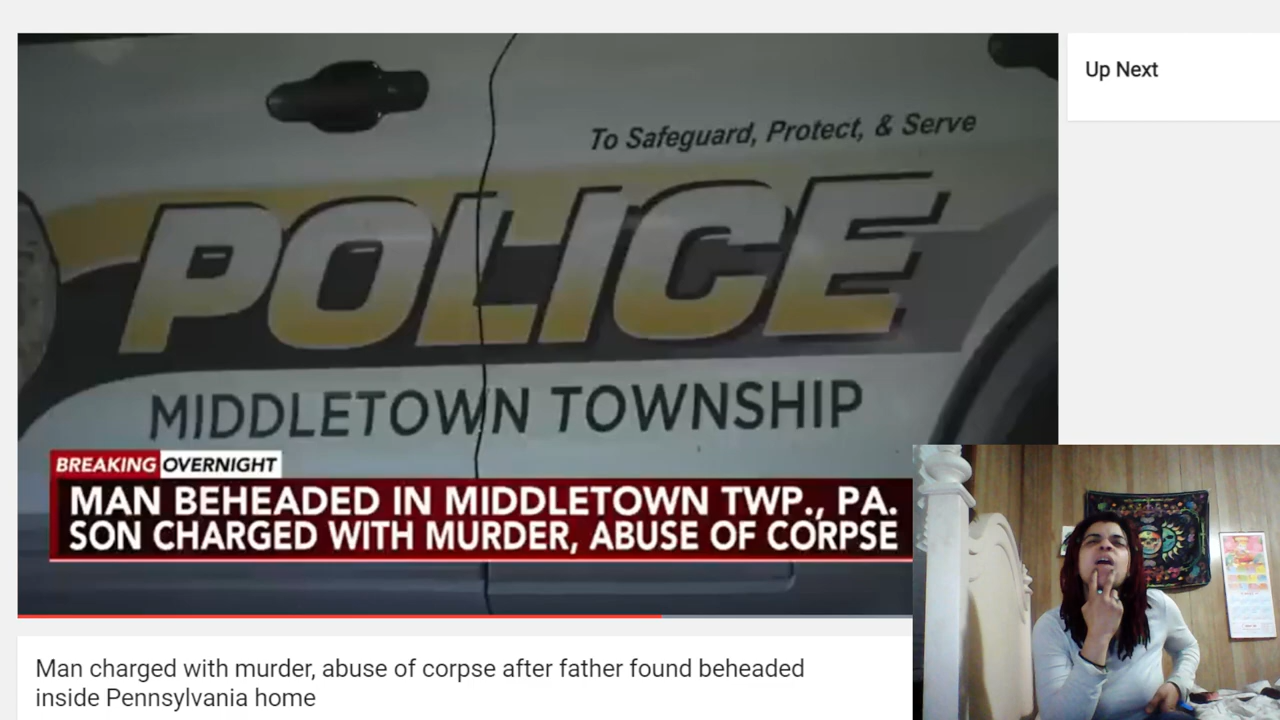 Up Next
To Safeguard, Protect, & Serve
POLICE
MIDDLETOWN TOWNSHIP
BREAKING OVERNIGHT
MAN BEHEADED IN MIDDLETOWN TWP., PA.
SON CHARGED WITH MURDER, ABUSE OF CORPSE
Man charged with murder, abuse of corpse after father found beheaded
inside Pennsylvania home